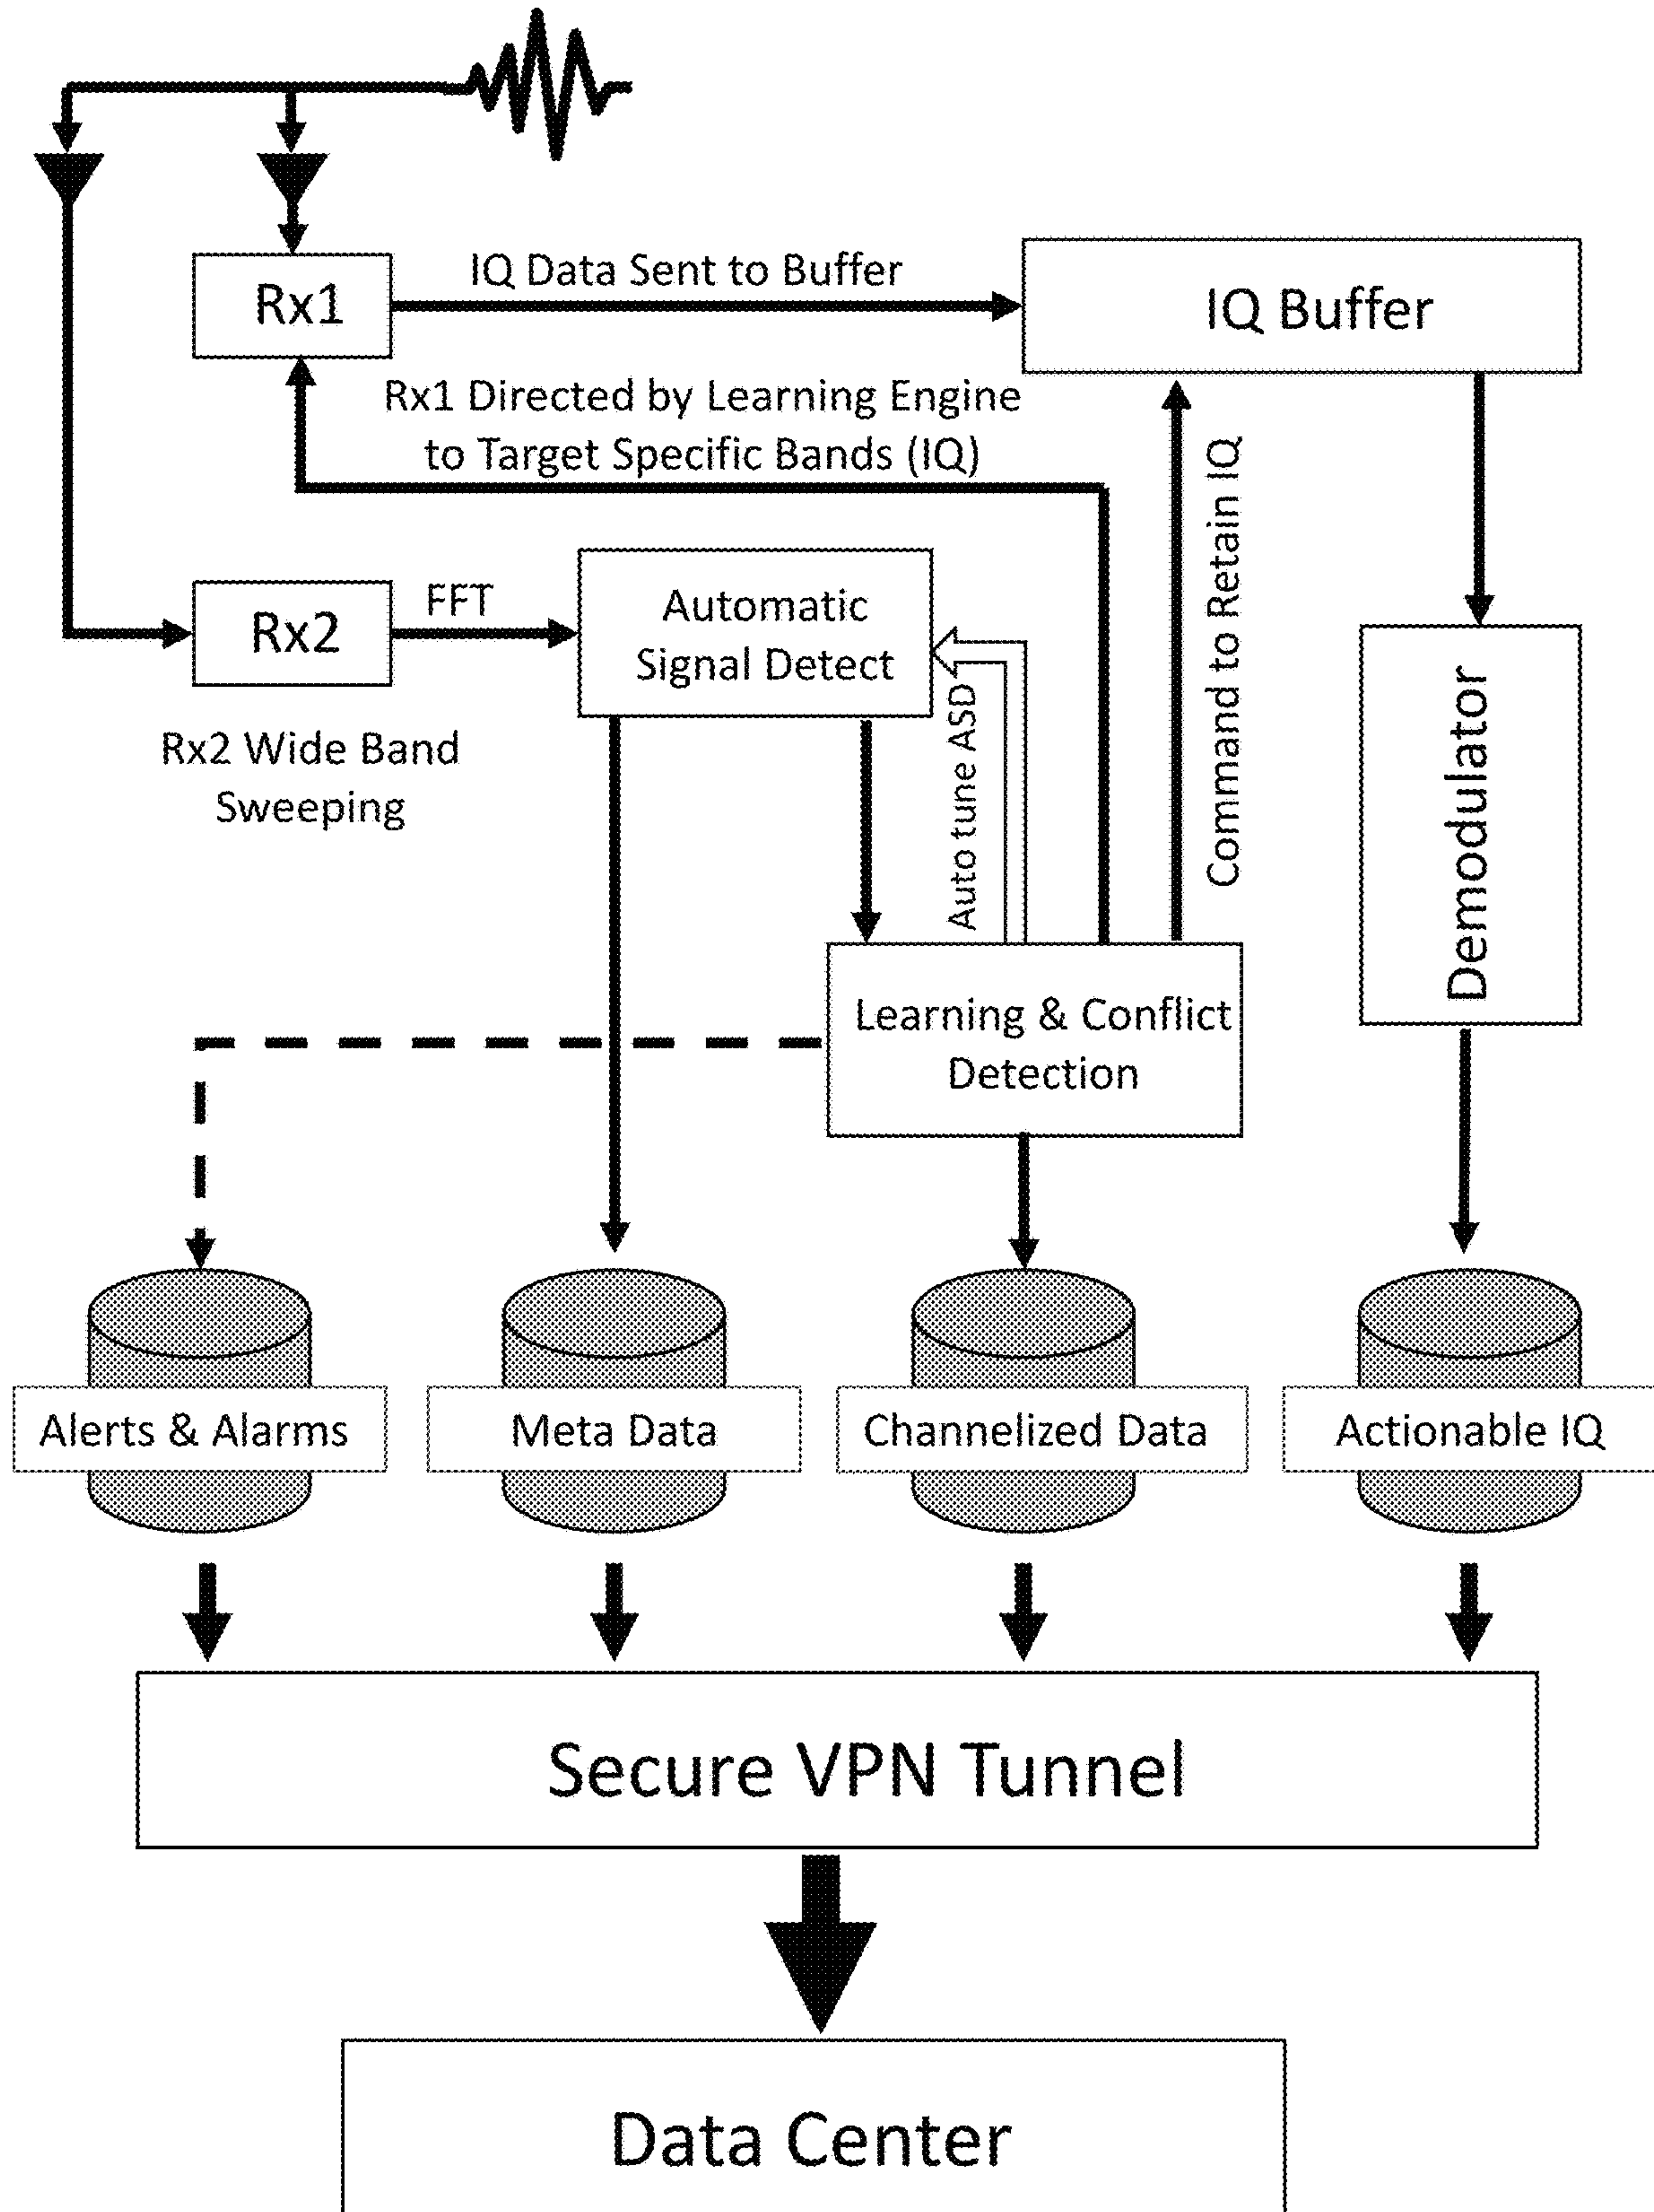 Rx1
IQ Data Sent to Buffer
IQ Buffer
Rx1 Directed by Learning Engine
to Target Specific Bands (IQ)
Command to Retain IQ
Rx2
FFT
Automatic
Signal Detect
Auto tune ASD
Rx2 Wide Band
Sweeping
Demodulator
Learning & Conflict
Detection
Alerts & Alarms
Meta Data
Channelized Data
Actionable IQ
Secure VPN Tunnel
Data Center